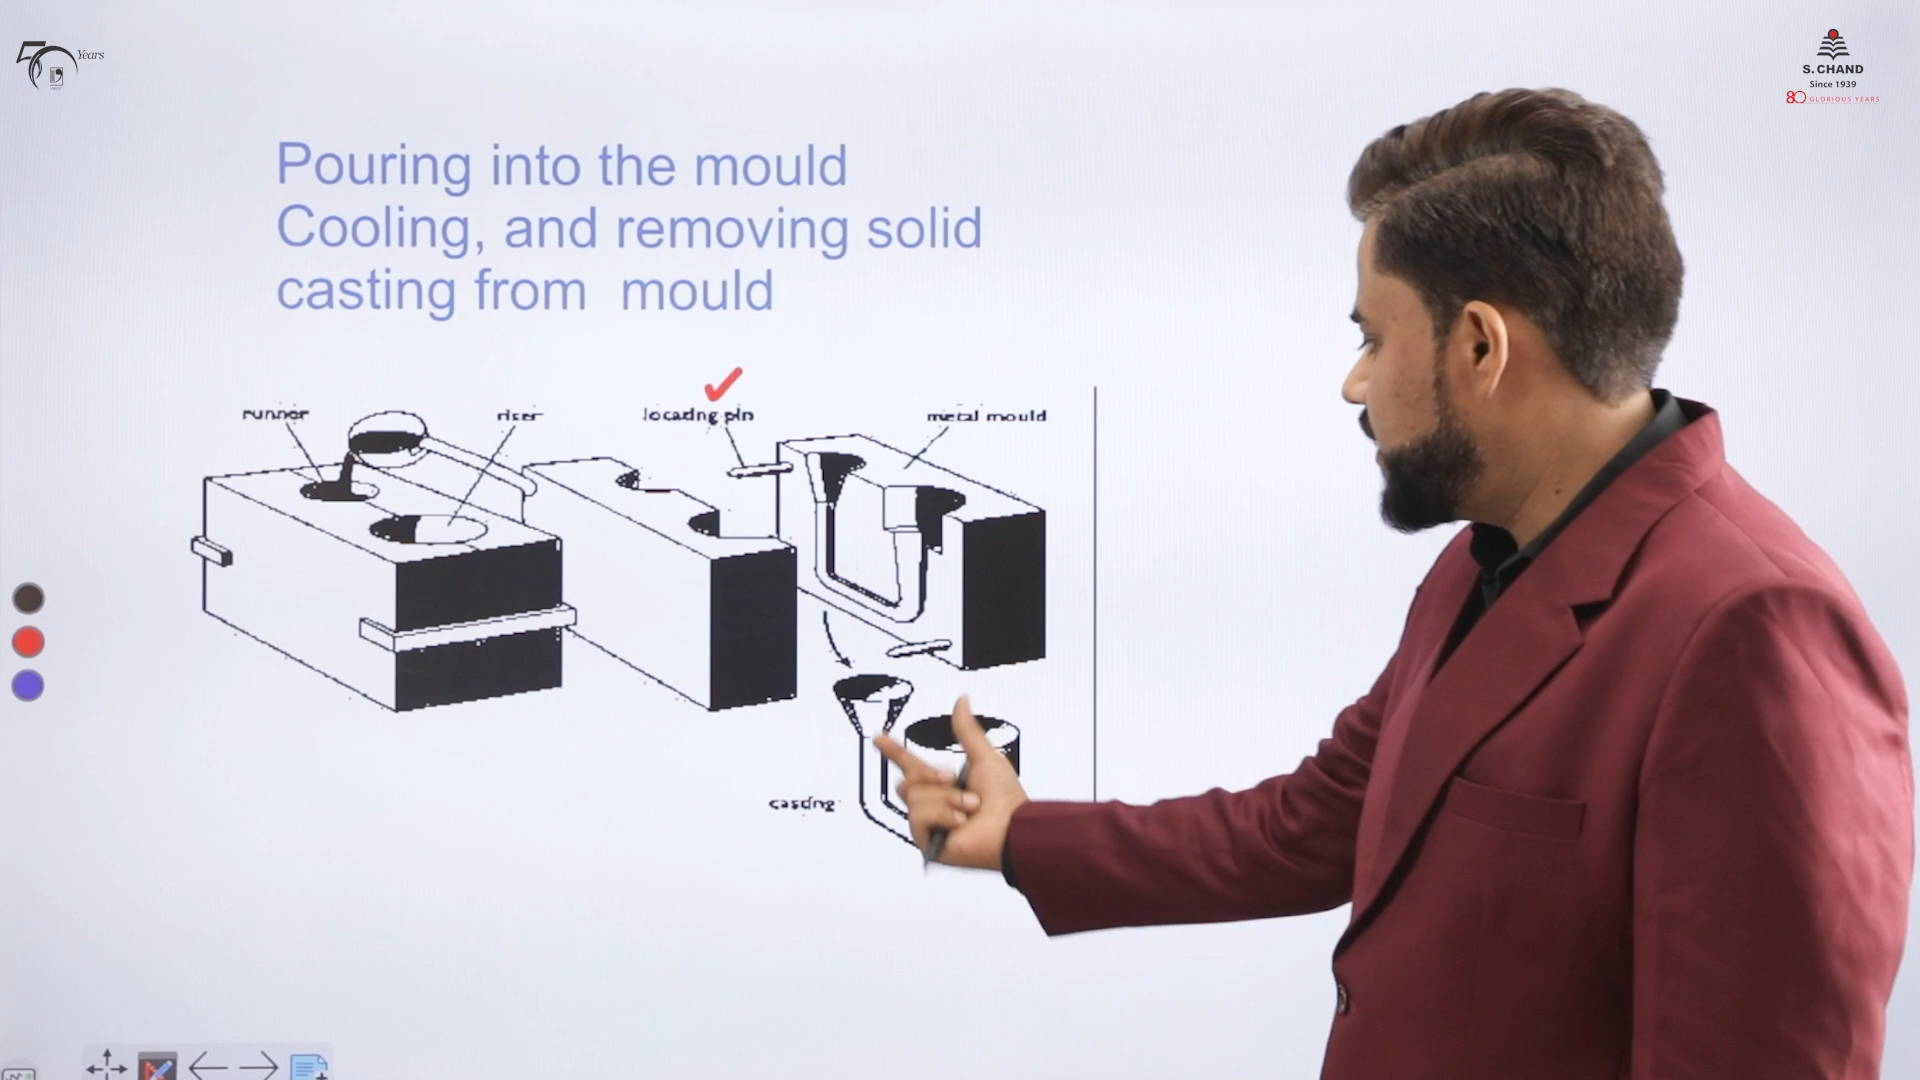 50 Years
S. CHAND
Since 1939
80 GLORIOUS YEARS
Pouring into the mould
Cooling, and removing solid
casting from mould
runner
riser
locating pin
metal mould
casting